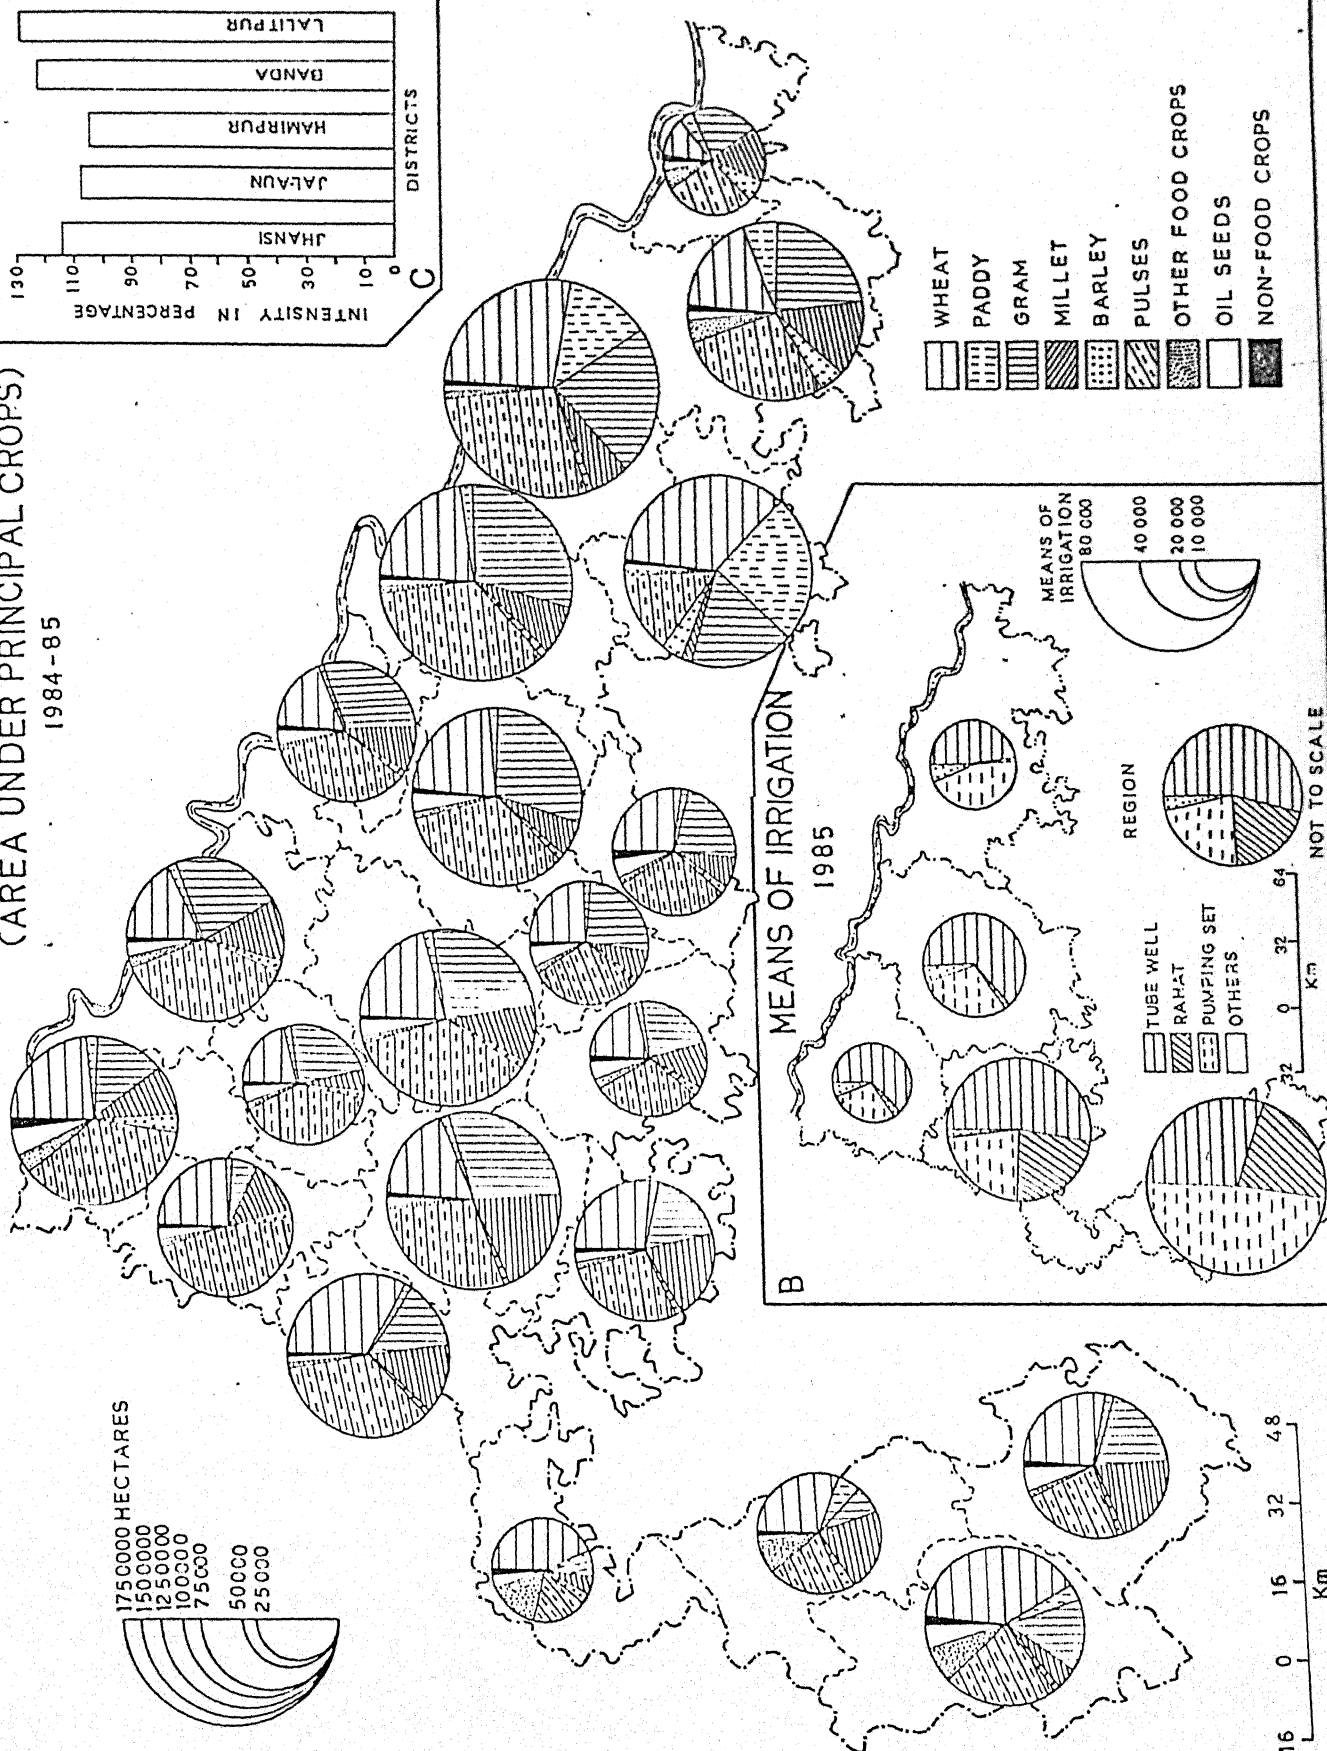 (AREA UNDER PRINCIPAL CROPS)
1984-85
1750000 HECTARES
1500000
1250000
100000
75000
50000
25000
16 0 16 32 48
Km
WHEAT
PADDY
GRAM
MILLET
BARLEY
PULSES
OTHER FOOD CROPS
OIL SEEDS
NON-FOOD CROPS
B
MEANS OF IRRIGATION
1985
MEANS OF
IRRIGATION
80 000
40 000
20 000
10 000
REGION
NOT TO SCALE
TUBE WELL
RAHAT
PUMPING SET
OTHERS
32 0 32 64
Km
C
INTENSITY IN PERCENTAGE
130
110
90
70
50
30
10
0
JHANSI
JALAUN
HAMIRPUR
BANDA
LALITPUR
DISTRICTS